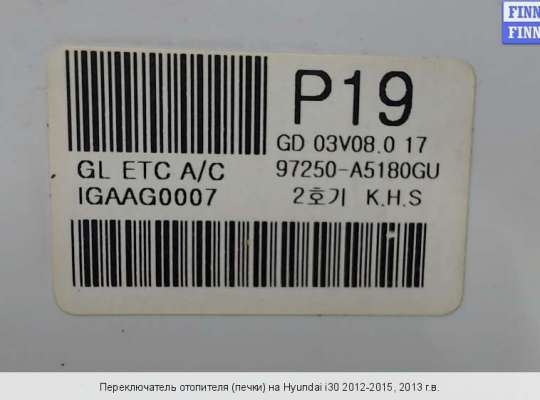 FINN
FINN
P19
GD 03V08.0 17
GL ETC A/C
97250-A5180GU
IGAAG0007
2호기 K.H.S
Переключатель отопителя (печки) на Hyundai i30 2012-2015, 2013 г.в.